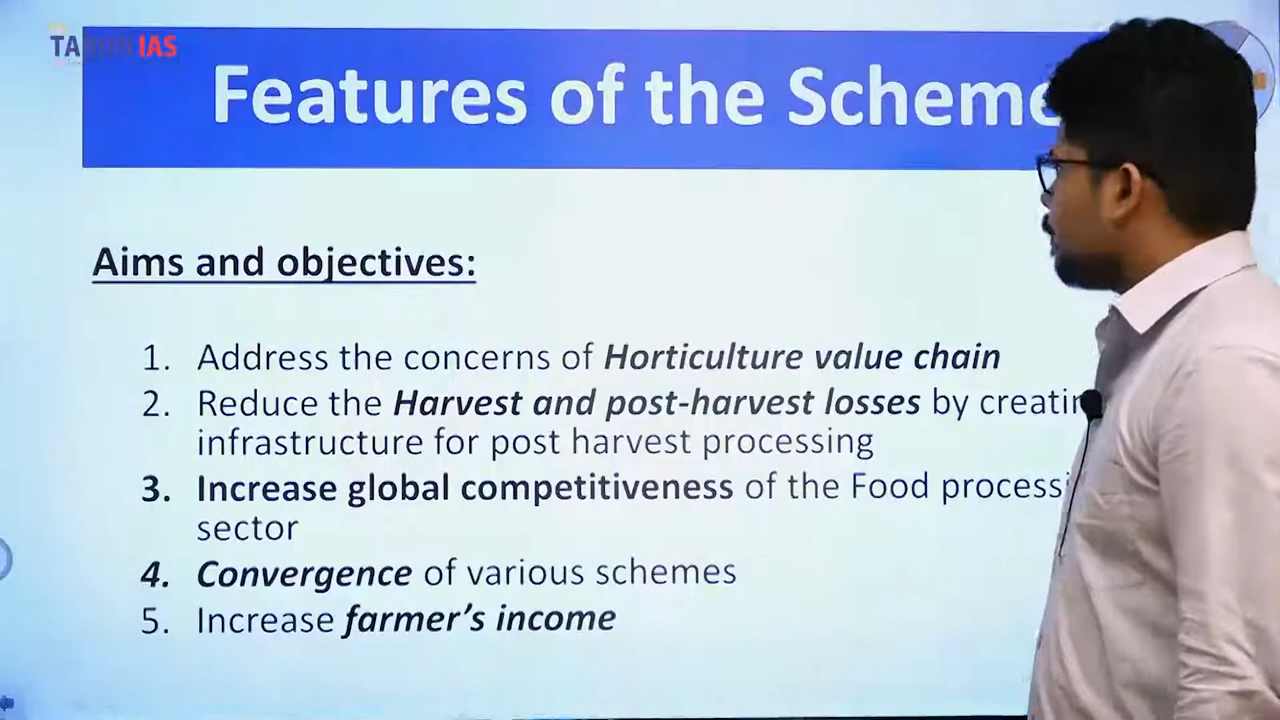 IAS
Features of the Scheme
Aims and objectives:
1. Address the concerns of Horticulture value chain
2. Reduce the Harvest and post-harvest losses by
infrastructure for post harvest processing
3. Increase global competitiveness of the Food
sector
4. Convergence of various schemes
5. Increase farmer's income